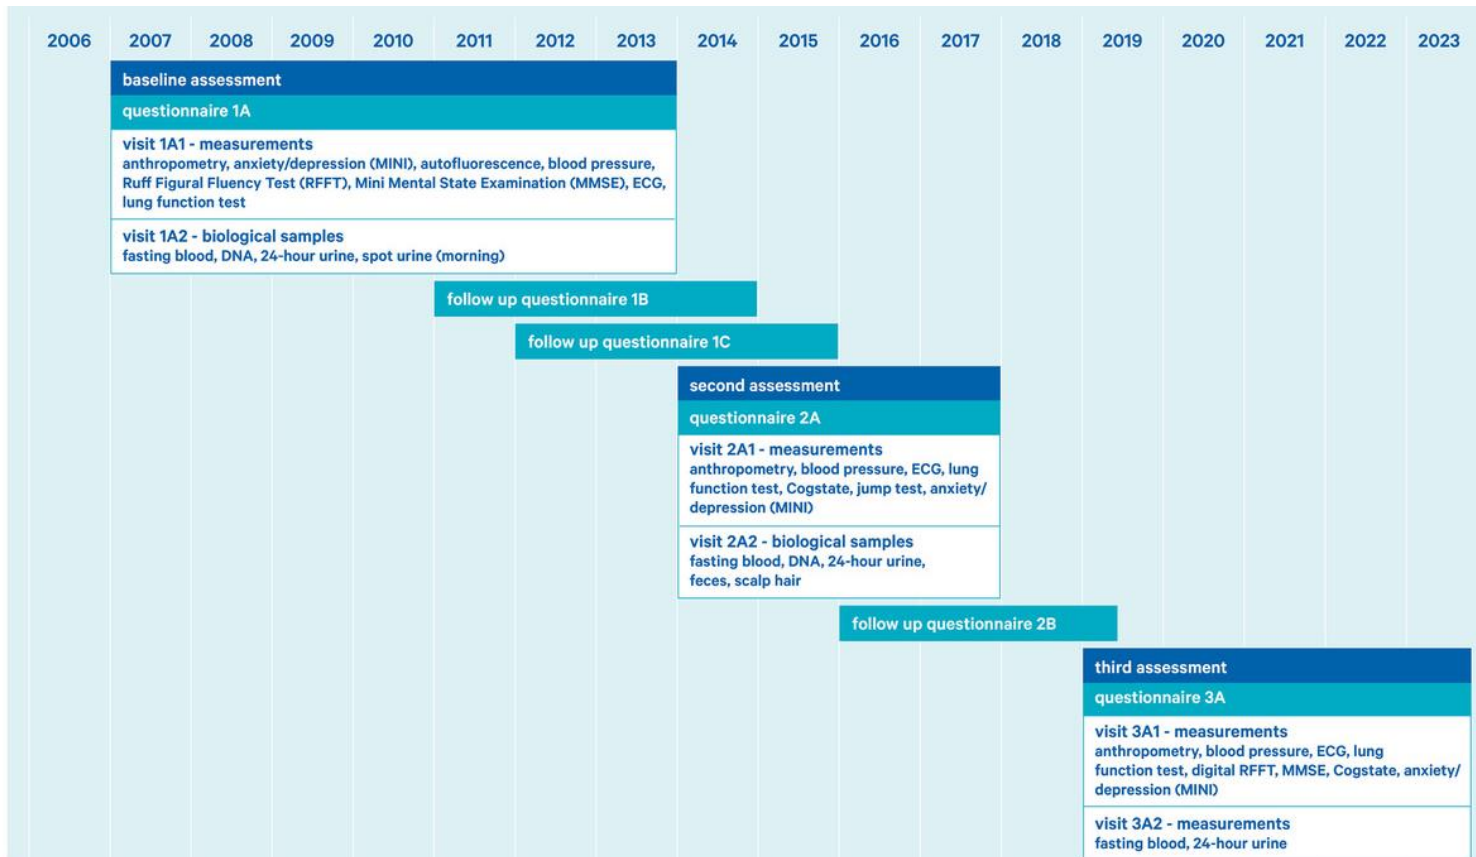 2006 2007 2008 2009 2010 2011 2012 2013 2014 2015 2016 2017 2018 2019 2020 2021 2022 2023
baseline assessment
questionnaire 1A
visit 1A1 - measurements
anthropometry, anxiety/depression (MINI), autofluorescence, blood pressure,
Ruff Figural Fluency Test (RFFT), Mini Mental State Examination (MMSE), ECG,
lung function test
visit 1A2 - biological samples
fasting blood, DNA, 24-hour urine, spot urine (morning)
follow up questionnaire 1B
follow up questionnaire 1C
second assessment
questionnaire 2A
visit 2A1 - measurements
anthropometry, blood pressure, ECG, lung
function test, Cogstate, jump test, anxiety/
depression (MINI)
visit 2A2 - biological samples
fasting blood, DNA, 24-hour urine,
feces, scalp hair
follow up questionnaire 2B
third assessment
questionnaire 3A
visit 3A1 - measurements
anthropometry, blood pressure, ECG, lung
function test, digital RFFT, MMSE, Cogstate, anxiety/
depression (MINI)
visit 3A2 - measurements
fasting blood, 24-hour urine